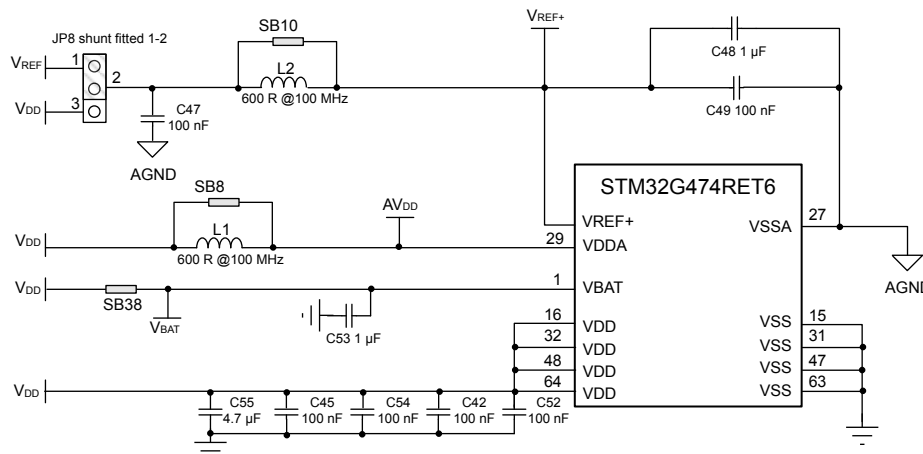 JP8 shunt fitted 1-2
VREF
1
2
VDD
3
C47
100 nF
AGND
SB10
L2
600 R @100 MHz
VREF+
C48 1 µF
C49 100 nF
STM32G474RET6
VREF+
VSSA
27
AGND
SB8
L1
600 R @100 MHz
AVDD
VDD
29
VDDA
VDD
SB38
VBAT
C53 1 µF
1
VBAT
16
VDD
32
VDD
48
VDD
64
VDD
VSS
15
VSS
31
VSS
47
VSS
63
VDD
C55
4.7 µF
C45
100 nF
C54
100 nF
C42
100 nF
C52
100 nF